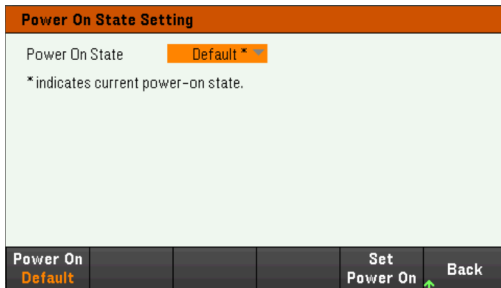 Power On State Setting
Power On State Default *
* indicates current power-on state.
Power On
Default
Set
Power On
Back